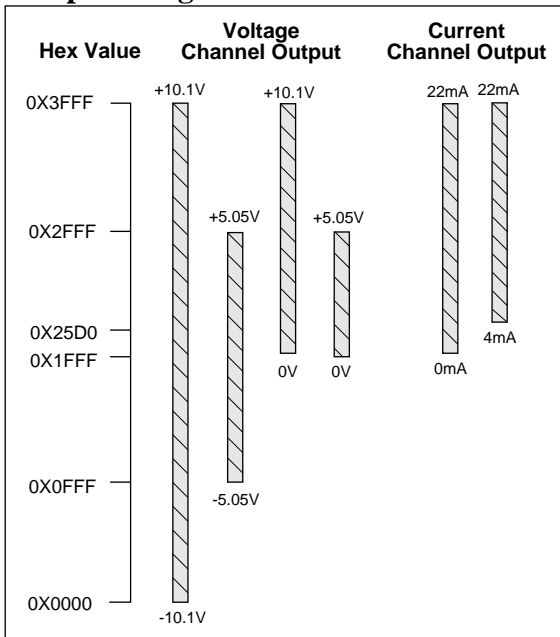 Hex Value
Voltage
Channel Output
Current
Channel Output
+10.1V
+10.1V
22mA
22mA
0X3FFF
+5.05V
+5.05V
0X2FFF
0X25D0
4mA
0X1FFF
0V
0V
0mA
0X0FFF
-5.05V
0X0000
-10.1V